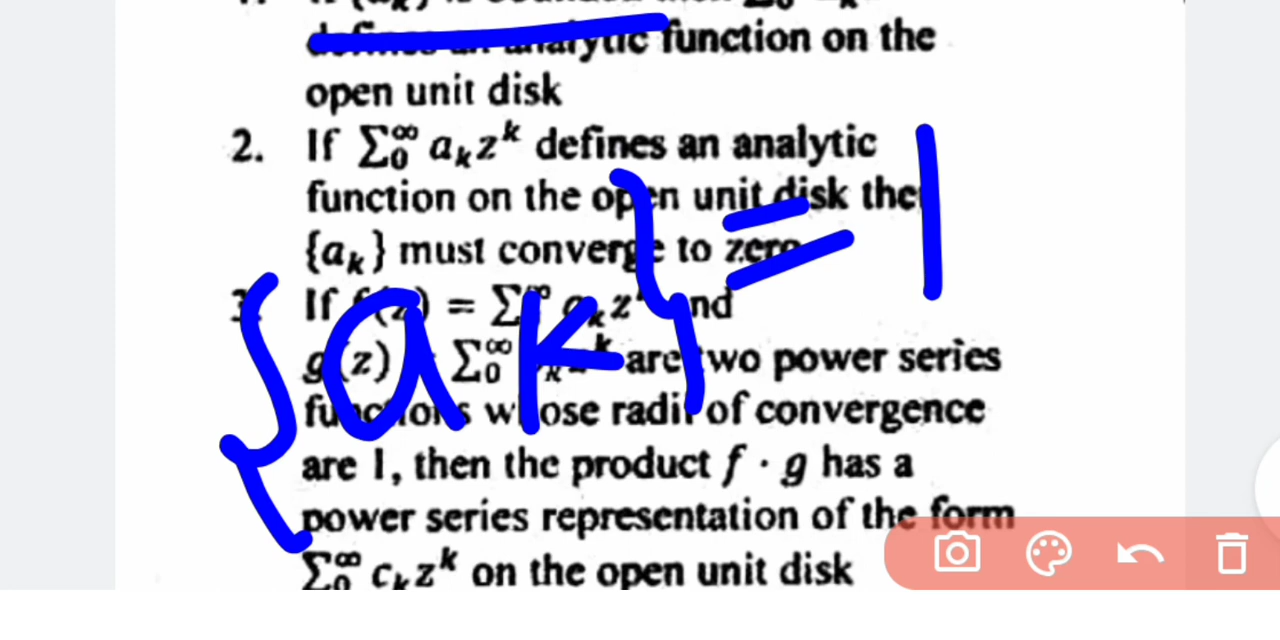 analytic function on the
open unit disk
2. If ∑₀^∞ aₖzᵏ defines an analytic
function on the open unit disk the
{aₖ} must converge to zero
3. If f(z) = ∑ aₖz and
g(z) ∑₀^∞ are two power series
functions whose radii of convergence
are 1, then the product f · g has a
power series representation of the form
∑₀^∞ cₖzᵏ on the open unit disk
{ak} = 1